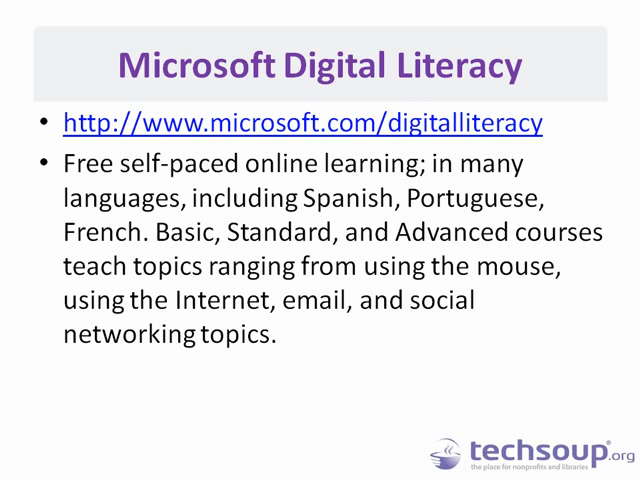 Microsoft Digital Literacy
• http://www.microsoft.com/digitalliteracy
• Free self-paced online learning; in many
languages, including Spanish, Portuguese,
French. Basic, Standard, and Advanced courses
teach topics ranging from using the mouse,
using the Internet, email, and social
networking topics.
techsoup®.org
the place for nonprofits and libraries